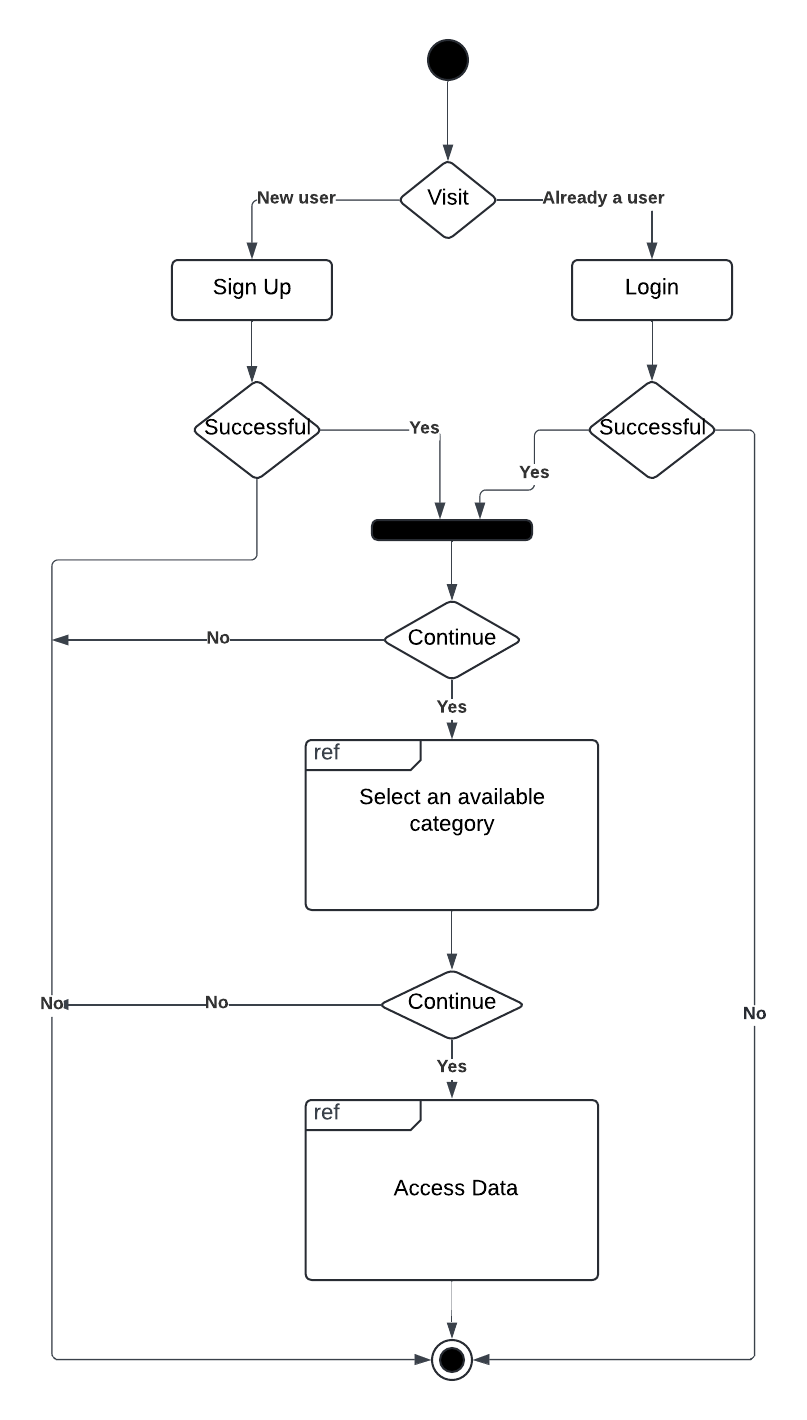 Visit
New user
Already a user
Sign Up
Login
Successful
Successful
Yes
Yes
Continue
No
Yes
ref
Select an available
category
Continue
No
No
No
Yes
ref
Access Data